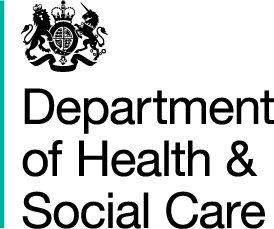 Department
of Health &
Social Care